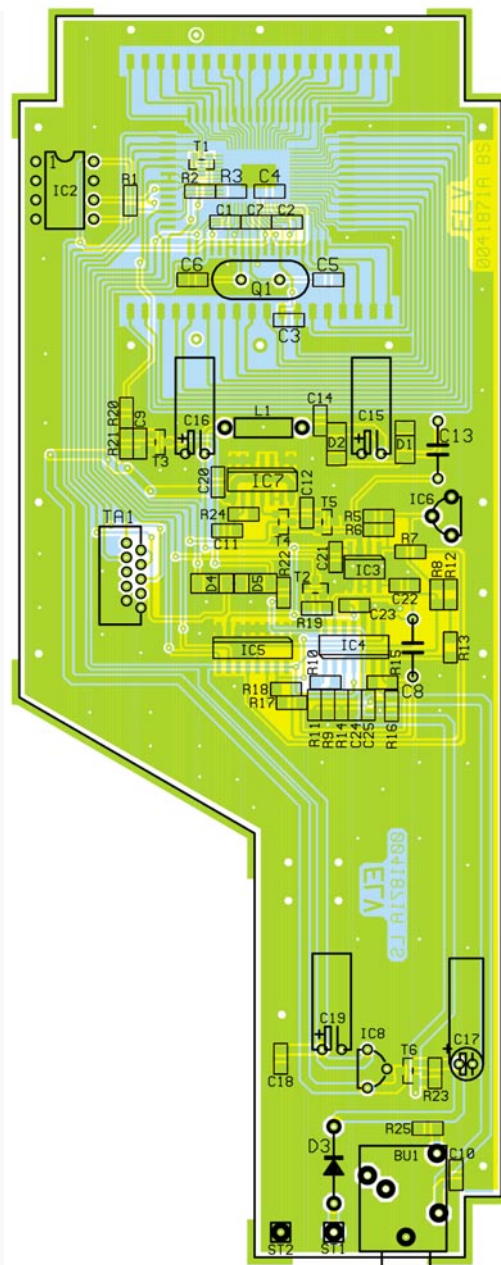 T1
1
IC2
R1
R2
R3
C4
C1
C7
C2
ELV
0041871A BS
C6
Q1
C5
C3
R20
R21
C9
T3
C16
L1
C14
D2
C15
D1
C13
C20
IC7
C12
R24
C11
T5
R5
R6
IC6
TA1
R7
R22
C21
IC3
R8
R12
D4
D5
T2
C22
R19
C23
IC5
IC4
R13
R10
R15
C8
R18
R17
R11
R9
R14
C24
C25
R16
0041871A LS
ELV
C19
IC8
C17
T6
C18
R23
R25
D3
BU1
C10
ST2
ST1